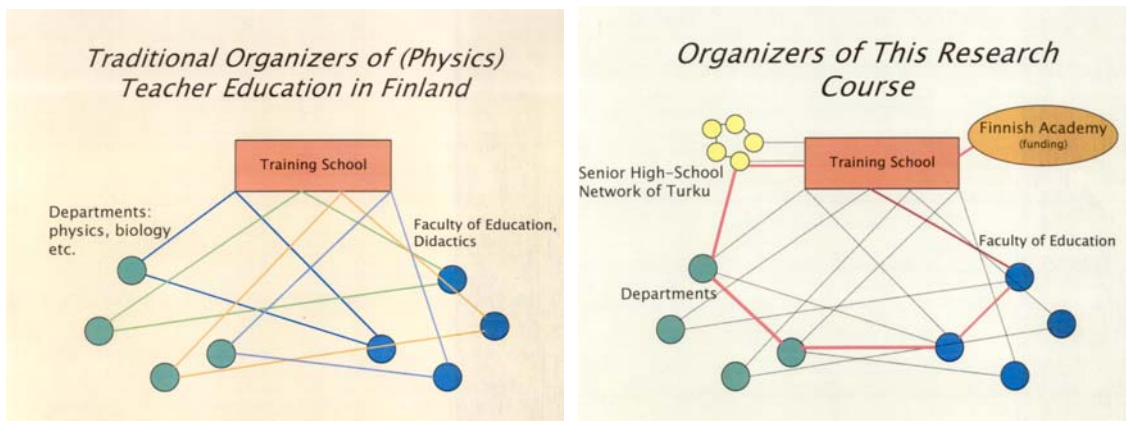 Traditional Organizers of (Physics)
Teacher Education in Finland
Training School
Departments:
physics, biology
etc.
Faculty of Education,
Didactics
Organizers of This Research
Course
Finnish Academy
(funding)
Training School
Senior High-School
Network of Turku
Faculty of Education
Departments